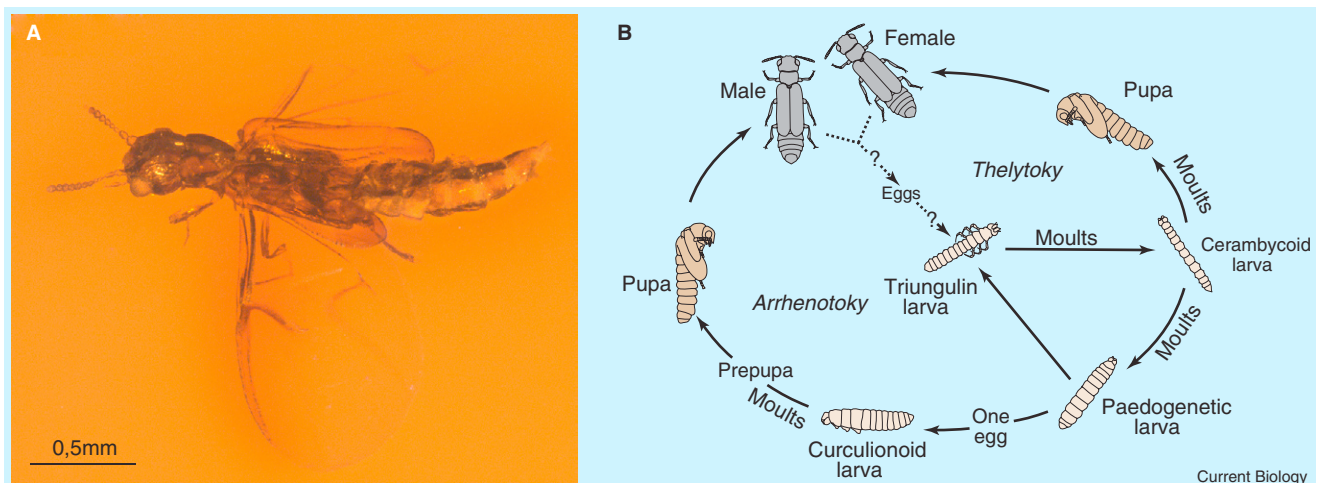 A
0,5mm
B
Female
Male
Pupa
?
Eggs
?
Thelytoky
Moults
Triungulin
larva
Moults
Cerambycoid
larva
Pupa
Arrhenotoky
Moults
Prepupa
Moults
Curculionoid
larva
One
egg
Paedogenetic
larva
Current Biology